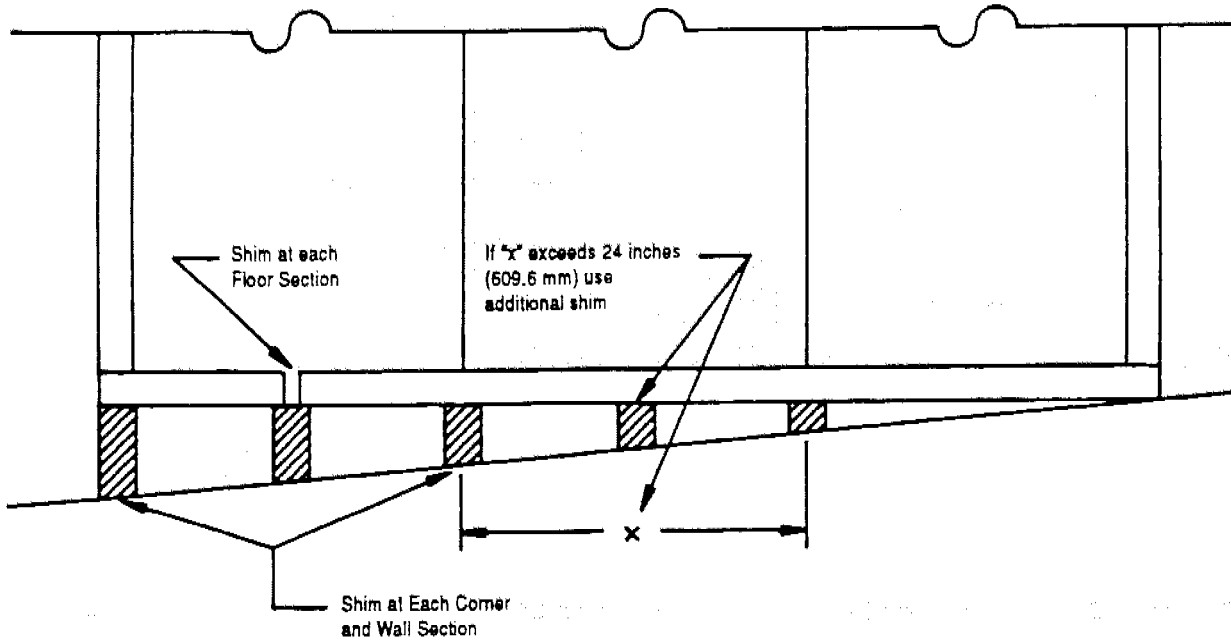 Shim at each
Floor Section
If "x" exceeds 24 inches
(609.6 mm) use
additional shim
x
Shim at Each Corner
and Wall Section